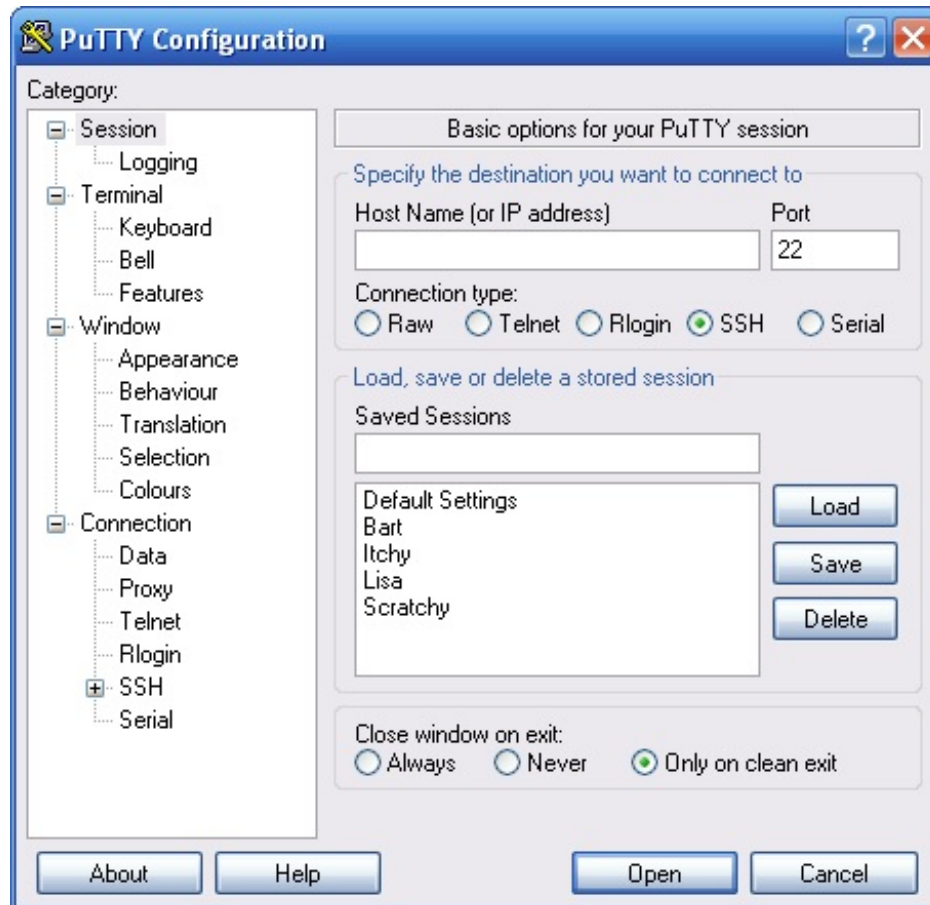 PuTTY Configuration
Category:
Session
Logging
Terminal
Keyboard
Bell
Features
Window
Appearance
Behaviour
Translation
Selection
Colours
Connection
Data
Proxy
Telnet
Rlogin
SSH
Serial
Basic options for your PuTTY session
Specify the destination you want to connect to
Host Name (or IP address) Port
22
Connection type:
Raw Telnet Rlogin SSH Serial
Load, save or delete a stored session
Saved Sessions
Default Settings
Bart
Itchy
Lisa
Scratchy
Load
Save
Delete
Close window on exit:
Always Never Only on clean exit
About Help Open Cancel